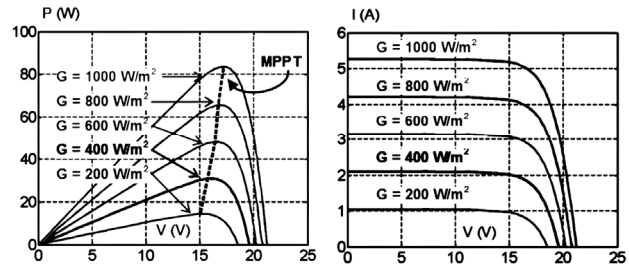 P (W)
100
80
60
40
20
0
G = 1000 W/m²
G = 800 W/m²
G = 600 W/m²
G = 400 W/m²
G = 200 W/m²
MPPT
V (V)
0 5 10 15 20 25
I (A)
6
5
4
3
2
1
0
G = 1000 W/m²
G = 800 W/m²
G = 600 W/m²
G = 400 W/m²
G = 200 W/m²
V (V)
0 5 10 15 20 25